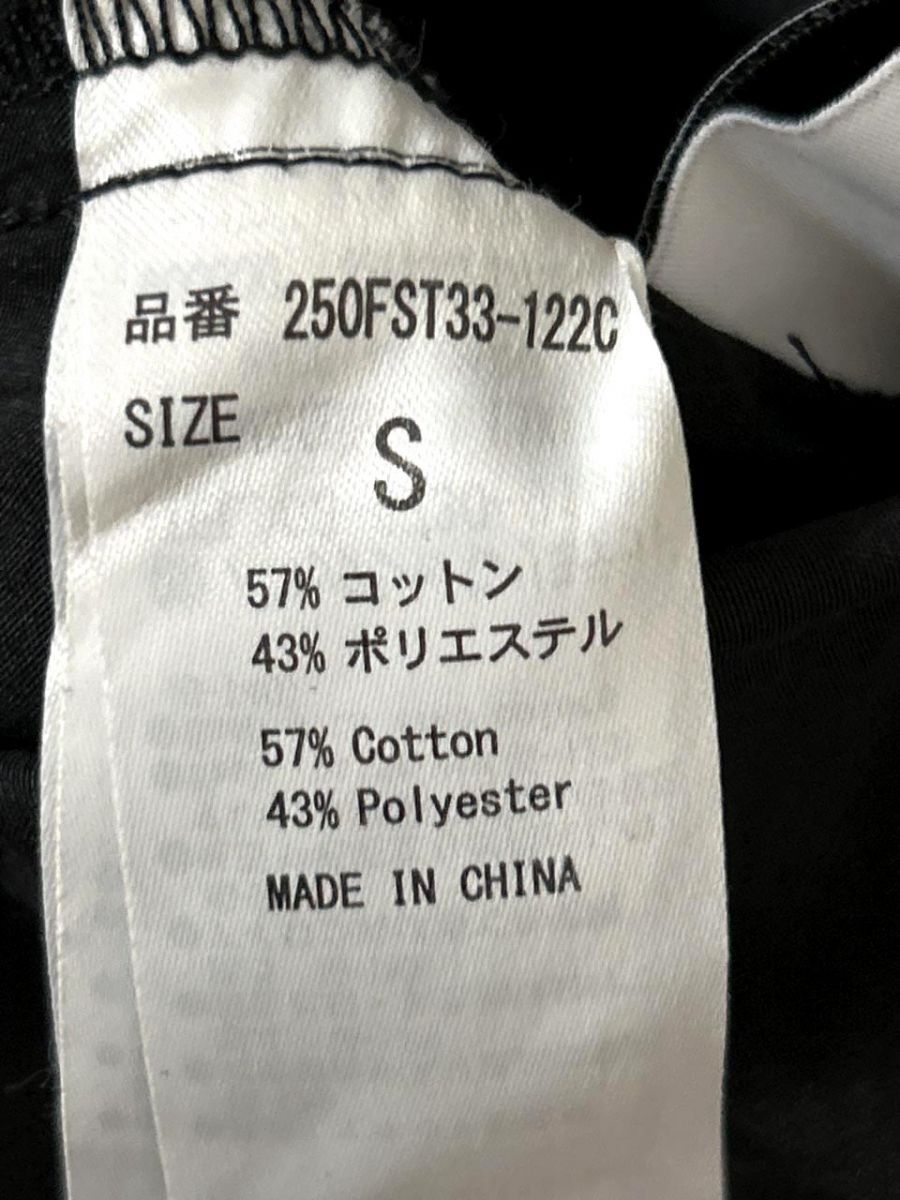 品番 250FST33-122C
SIZE
S
57% コットン
43% ポリエステル
57% Cotton
43% Polyester
MADE IN CHINA